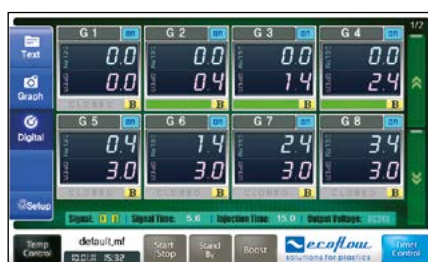 G 1 on G 2 on G 3 on G 4 on 1/2
Text
0.0 0.0 0.0 0.0
0.0 0.4 1.4 2.4
Graph
CLOSED B B B B
Digital
G 5 on G 6 on G 7 on G 8 on
0.4 1.4 2.4 3.4
3.0 3.0 3.0 3.0
CLOSED B CLOSED B CLOSED B CLOSED B
Setup
Signal: Signal Time: 5.6 Injection Time: 15.0 Output Voltage:
Temp Control
default.mf
15:32
Start /Stop
Stand By
Boost
ecoflow
solutions for plastics
Timer Control